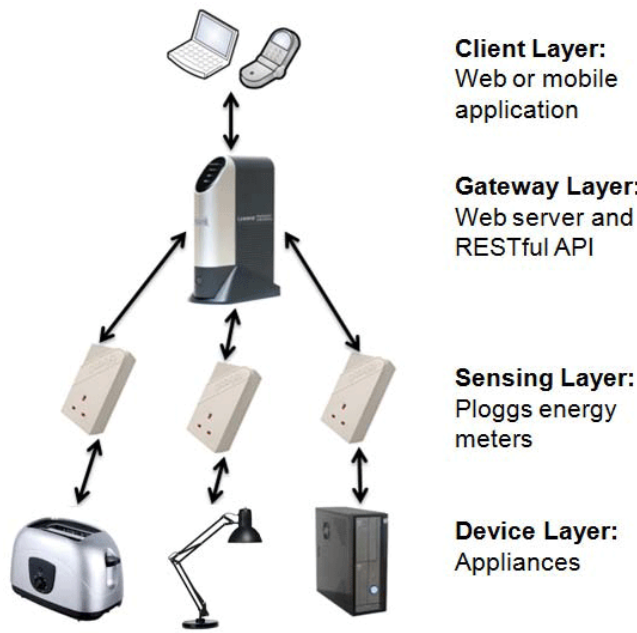 Client Layer:
Web or mobile
application
Gateway Layer:
Web server and
RESTful API
Sensing Layer:
Ploggs energy
meters
Device Layer:
Appliances